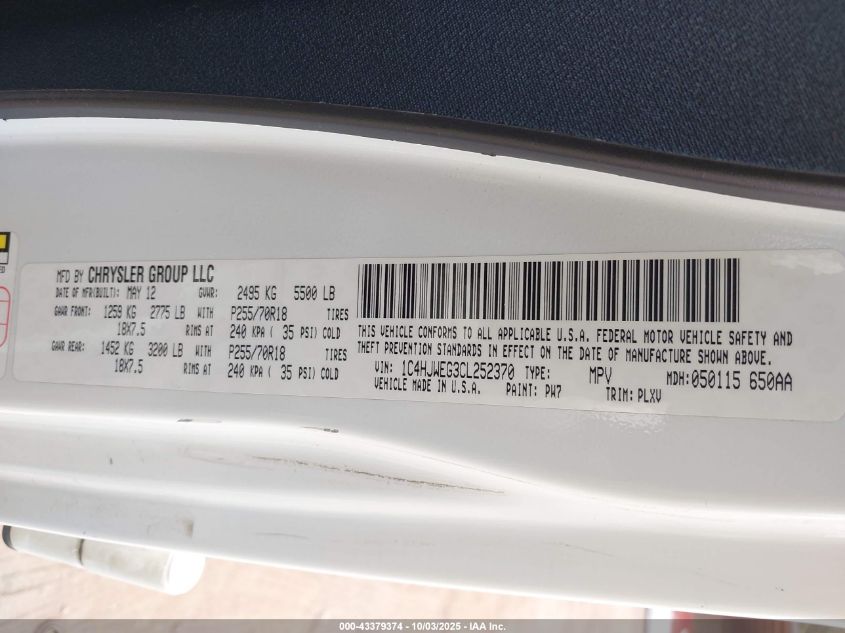 MFD BY CHRYSLER GROUP LLC
DATE OF MFR(BUILT): MAY 12 GVWR: 2495 KG 5500 LB
GAWR FRONT: 1259 KG 2775 LB WITH P255/70R18 TIRES
18X7.5 RIMS AT 240 KPA ( 35 PSI) COLD
GAWR REAR: 1452 KG 3200 LB WITH P255/70R18 TIRES
18X7.5 RIMS AT 240 KPA ( 35 PSI) COLD
THIS VEHICLE CONFORMS TO ALL APPLICABLE U.S.A. FEDERAL MOTOR VEHICLE SAFETY AND
THEFT PREVENTION STANDARDS IN EFFECT ON THE DATE OF MANUFACTURE SHOWN ABOVE.
VIN: 1C4HJWEG3CL252370 TYPE: MPV MDH: 050115 650AA
VEHICLE MADE IN U.S.A. PAINT: PW7 TRIM: PLXV
000-43379374 | 10/03/2025 - IAA Inc.